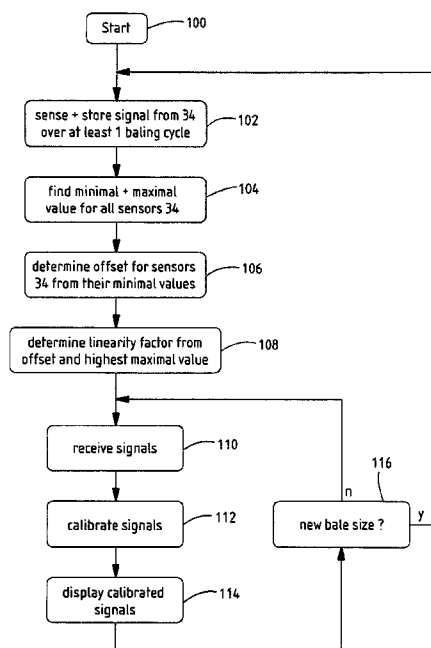 Start
100
sense + store signal from 34
over at least 1 baling cycle
102
find minimal + maximal
value for all sensors 34
104
determine offset for sensors
34 from their minimal values
106
determine linearity factor from
offset and highest maximal value
108
receive signals
110
n
116
calibrate signals
112
new bale size ?
y
display calibrated
signals
114